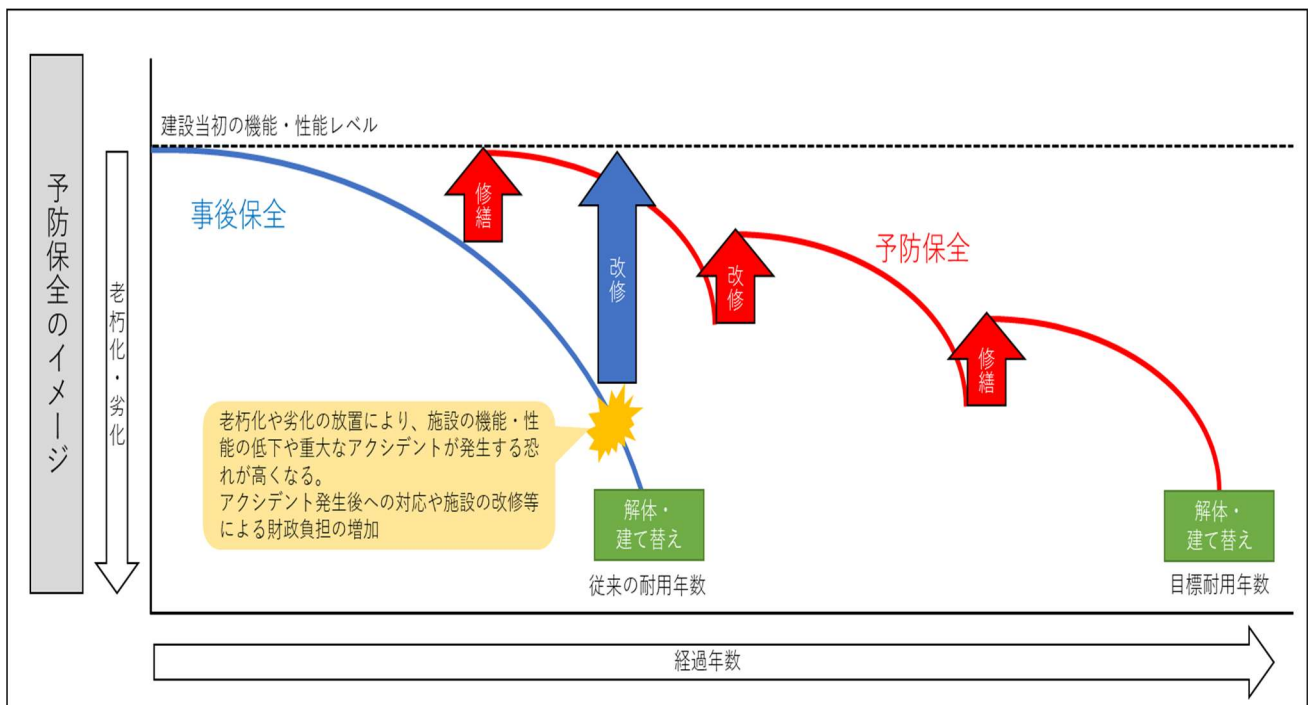 予防保全のイメージ
老朽化・劣化
建設当初の機能・性能レベル
事後保全
修繕
改修
改修
予防保全
修繕
老朽化や劣化の放置により、施設の機能・性
能の低下や重大なアクシデントが発生する恐
れが高くなる。
アクシデント発生後への対応や施設の改修等
による財政負担の増加
解体・
建て替え
従来の耐用年数
解体・
建て替え
目標耐用年数
経過年数